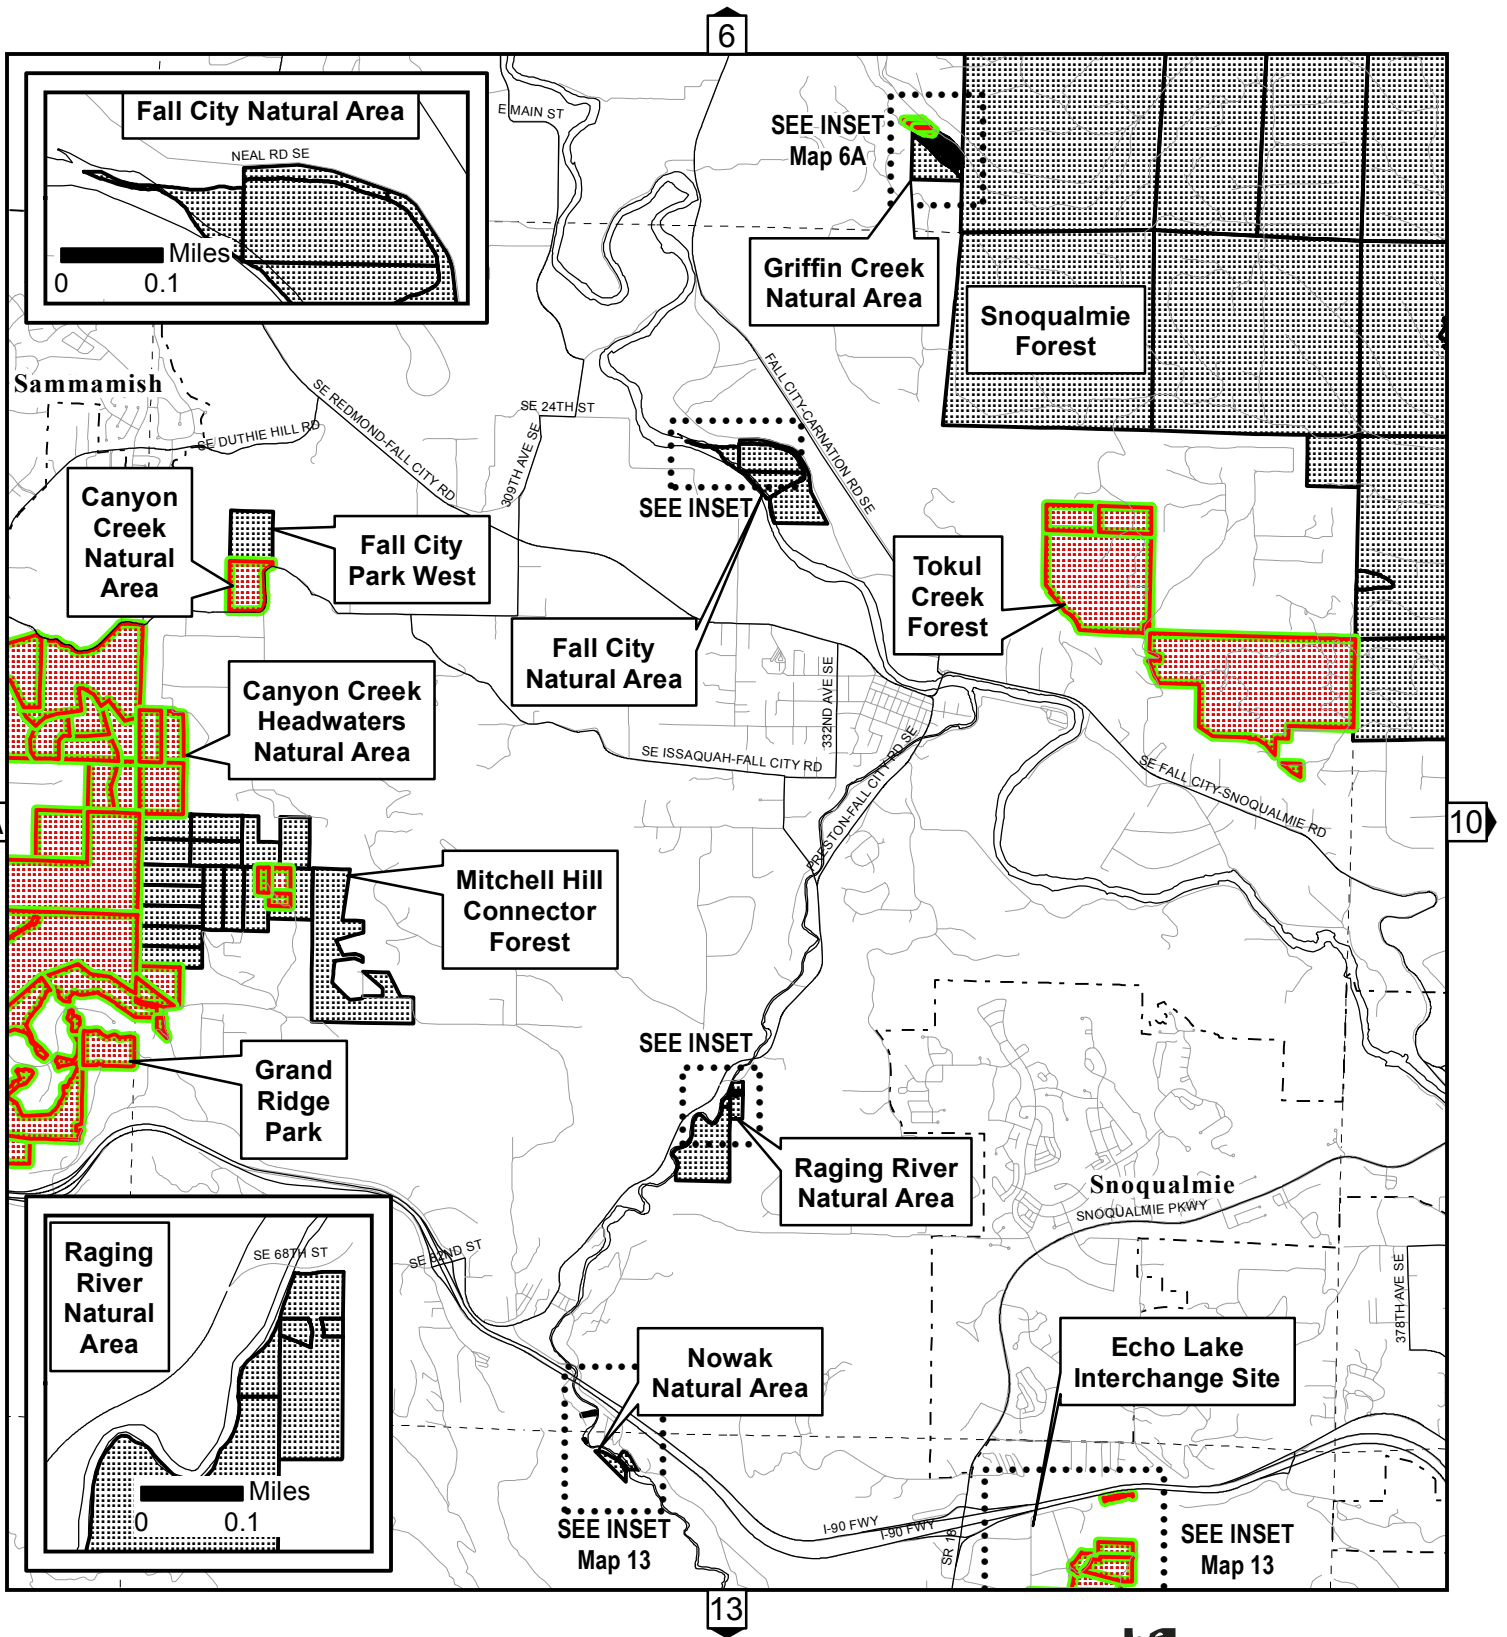 6
Fall City Natural Area
NEAL RD SE
Miles
0 0.1
E MAIN ST
SEE INSET
Map 6A
Griffin Creek
Natural Area
Snoqualmie
Forest
Sammamish
SE DUTHIE HILL RD
SE REDMOND-FALL CITY RD
SE 24TH ST
309TH AVE SE
FALL CITY-CARNATION RD SE
SEE INSET
Canyon
Creek
Natural
Area
Fall City
Park West
Fall City
Natural Area
Tokul
Creek
Forest
Canyon Creek
Headwaters
Natural Area
332ND AVE SE
SE ISSAQUAH-FALL CITY RD
PRESTON-FALL CITY RD SE
SE FALL CITY-SNOQUALMIE RD
10
Mitchell Hill
Connector
Forest
SEE INSET
Grand
Ridge
Park
Raging River
Natural Area
Snoqualmie
SNOQUALMIE PKWY
Raging
River
Natural
Area
SE 68TH ST
Miles
0 0.1
SE 82ND ST
378TH AVE SE
Nowak
Natural Area
Echo Lake
Interchange Site
SEE INSET
Map 13
I-90 FWY
I-90 FWY
SR 18
SEE INSET
Map 13
13